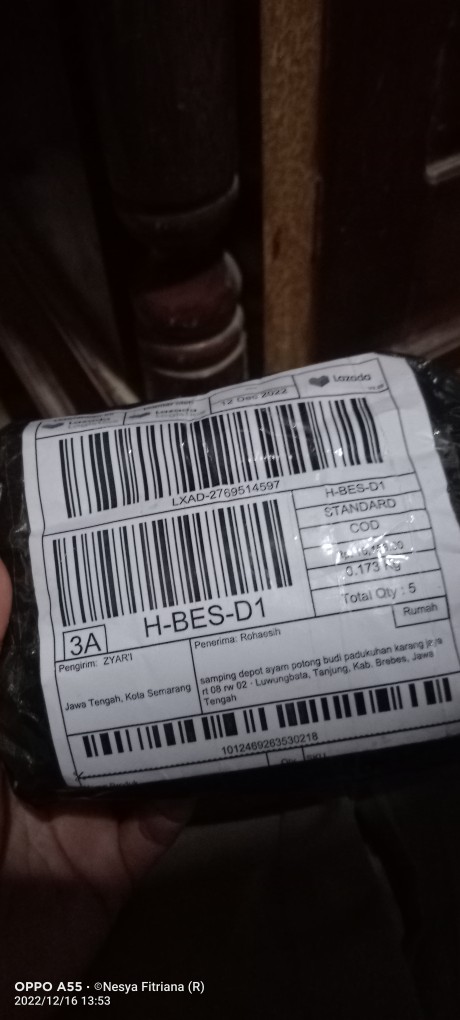 12 Dec 2022
Lazada
LXAD-2769514597
H-BES-D1
STANDARD
COD
0.173 Kg
Total Qty : 5
H-BES-D1
3A
Rumah
Pengirim: ZYAR'I
Penerima: Rohaesih
Jawa Tengah, Kota Semarang
samping depot ayam potong budi padukuhan karang
rt 08 rw 02 - Luwungbata, Tanjung, Kab. Brebes, Jawa
Tengah
1012469263530218
OPPO A55 · ©Nesya Fitriana (R)
2022/12/16 13:53